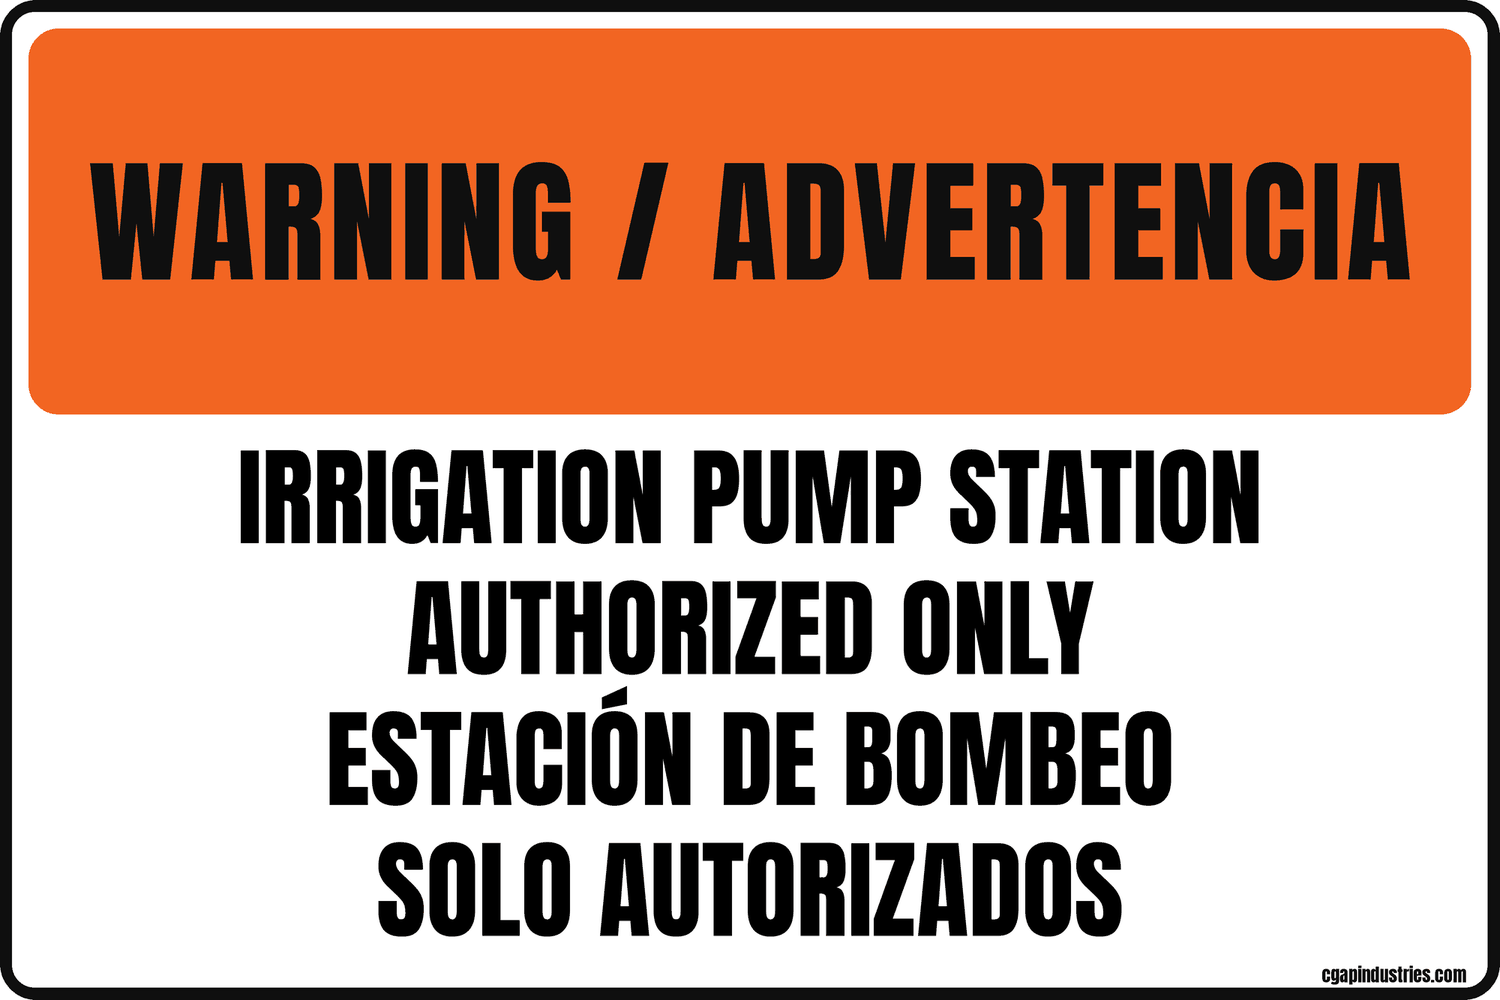 WARNING / ADVERTENCIA
IRRIGATION PUMP STATION
AUTHORIZED ONLY
ESTACIÓN DE BOMBEO
SOLO AUTORIZADOS
cgapindustries.com